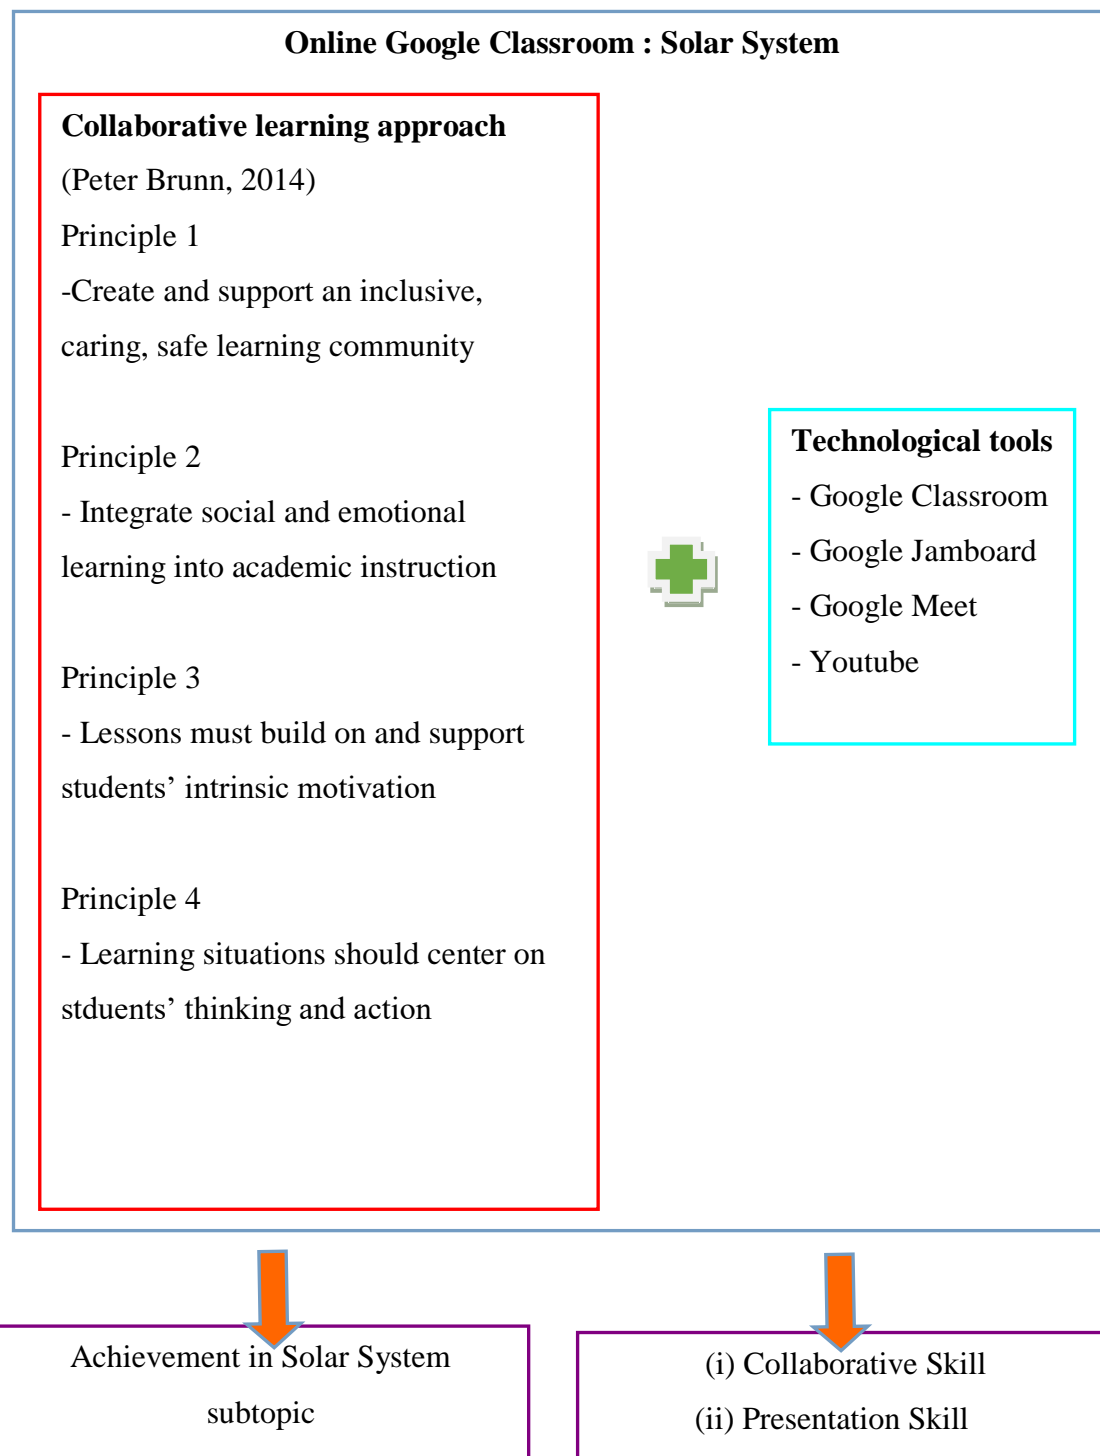 Online Google Classroom : Solar System
Collaborative learning approach
(Peter Brunn, 2014)
Principle 1
-Create and support an inclusive,
caring, safe learning community
Principle 2
- Integrate social and emotional
learning into academic instruction
Principle 3
- Lessons must build on and support
students’ intrinsic motivation
Principle 4
- Learning situations should center on
stduents’ thinking and action
Technological tools
- Google Classroom
- Google Jamboard
- Google Meet
- Youtube
Achievement in Solar System
subtopic
(i) Collaborative Skill
(ii) Presentation Skill